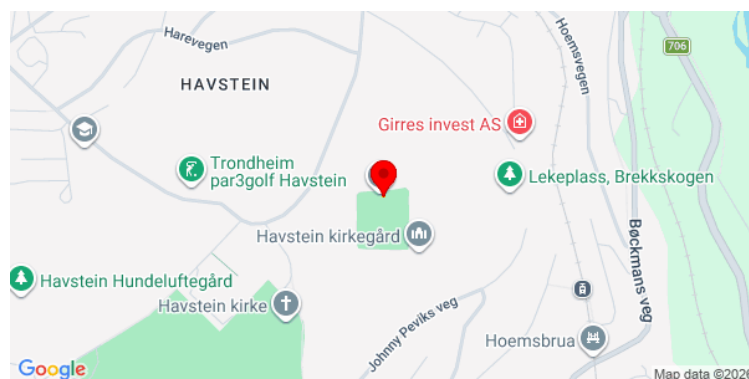 Harevegen
Hoemsvegen
706
HAVSTEIN
Girres invest AS
Trondheim
par3golf Havstein
Lekeplass, Brekkskogen
Havstein kirkegård
Bøckmans veg
Havstein Hundeluftegård
Havstein kirke
Johnny Peviks veg
Hoemsbrua
Google
Map data ©2026